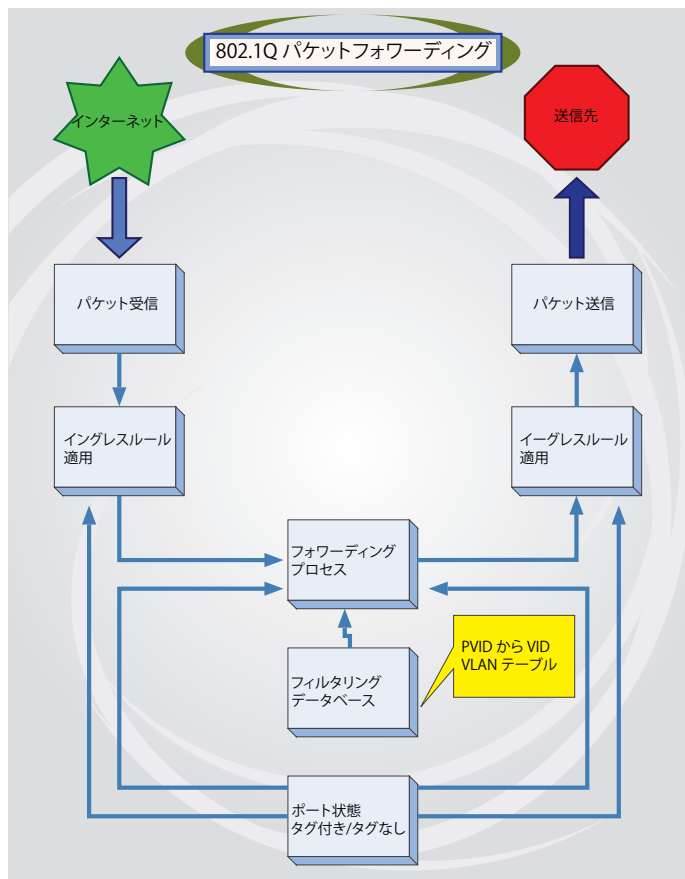 802.1Q パケットフォワーディング
インターネット
送信先
パケット受信
パケット送信
イングレスルール
適用
イーグレスルール
適用
フォワーディング
プロセス
PVID から VID
VLAN テーブル
フィルタリング
データベース
ポート状態
タグ付き/タグなし